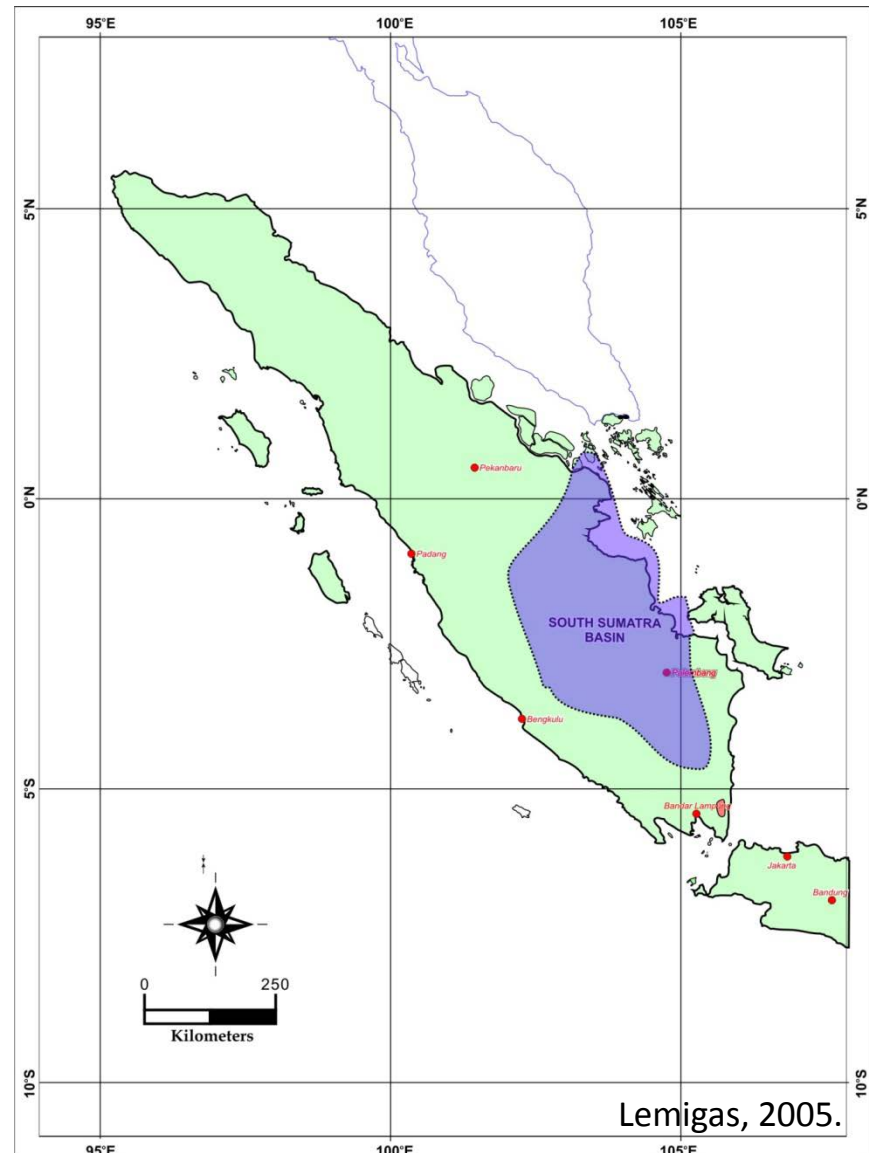 95°E 100°E 105°E
5°N 5°N
Pekanbaru
0°N 0°N
Padang
SOUTH SUMATRA
BASIN
Bengkulu
5°S 5°S
Bandar Lampung
Jakarta
Bandung
0 250
Kilometers
10°S 10°S
Lemigas, 2005.
95°E 100°E 105°E